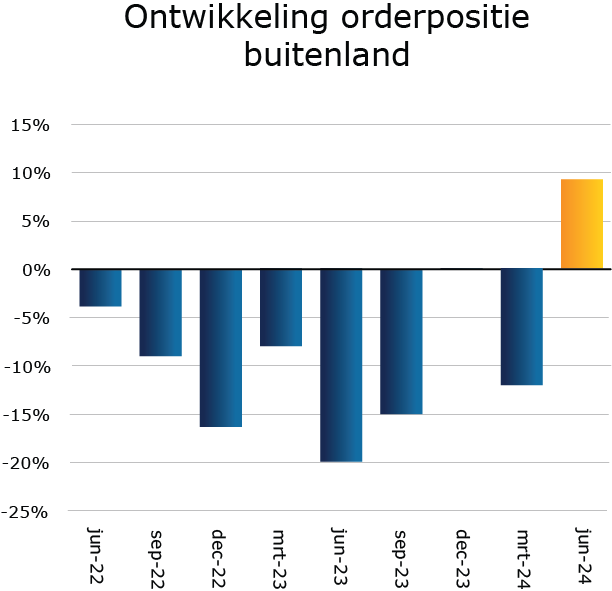 Ontwikkeling orderpositie
buitenland
15%
10%
5%
0%
-5%
-10%
-15%
-20%
-25%
jun-22
sep-22
dec-22
mrt-23
jun-23
sep-23
dec-23
mrt-24
jun-24